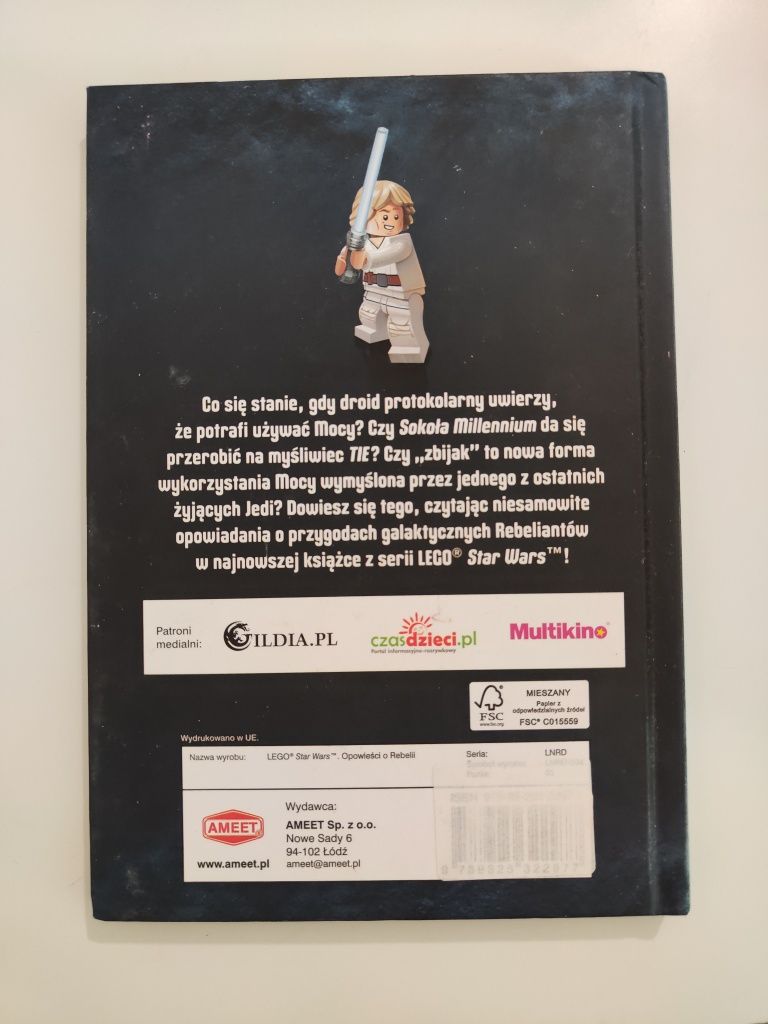 Co się stanie, gdy droid protokolarny uwierzy,
że potrafi używać Mocy? Czy Sokoła Millennium da się
przerobić na myśliwiec TIE? Czy „zbijak” to nowa forma
wykorzystania Mocy wymyślona przez jednego z ostatnich
żyjących Jedi? Dowiesz się tego, czytając niesamowite
opowiadania o przygodach galaktycznych Rebeliantów
w najnowszej książce z serii LEGO® Star Wars™!
Patroni
medialni:
GILDIA.PL
czasdzieci.pl
Portal informacyjno-rozrywkowy
Multikino
FSC
www.fsc.org
MIESZANY
Papier z
odpowiedzialnych źródeł
FSC® C015559
Wydrukowano w UE.
Nazwa wyrobu: LEGO® Star Wars™. Opowieści o Rebelii
Seria: LNRD
AMEET
www.ameet.pl
Wydawca:
AMEET Sp. z o.o.
Nowe Sady 6
94-102 Łódź
ameet@ameet.pl